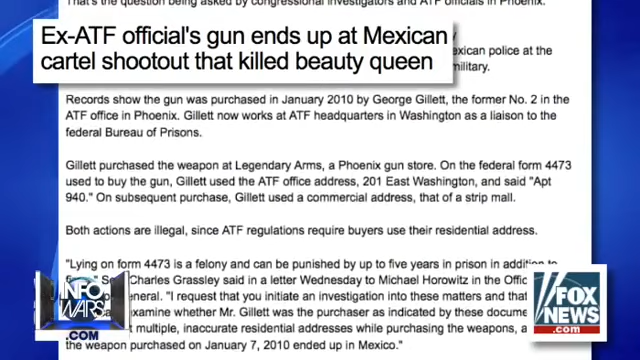 That's the question being asked by congressional investigators and ATF officials in Phoenix.
Ex-ATF official's gun ends up at Mexican
cartel shootout that killed beauty queen
exican police at the
military.
Records show the gun was purchased in January 2010 by George Gillett, the former No. 2 in the
ATF office in Phoenix. Gillett now works at ATF headquarters in Washington as a liaison to the
federal Bureau of Prisons.
Gillett purchased the weapon at Legendary Arms, a Phoenix gun store. On the federal form 4473
used to buy the gun, Gillett used the ATF office address, 201 East Washington, and said "Apt
940." On subsequent purchase, Gillett used a commercial address, that of a strip mall.
Both actions are illegal, since ATF regulations require buyers use their residential address.
"Lying on form 4473 is a felony and can be punished by up to five years in prison in addition to
Charles Grassley said in a letter Wednesday to Michael Horowitz in the Offic
eneral. "I request that you initiate an investigation into these matters and that
examine whether Mr. Gillett was the purchaser as indicated by these docume
multiple, inaccurate residential addresses while purchasing the weapons, a
the weapon purchased on January 7, 2010 ended up in Mexico."
INFO
WARS
.COM
FOX
NEWS
.com